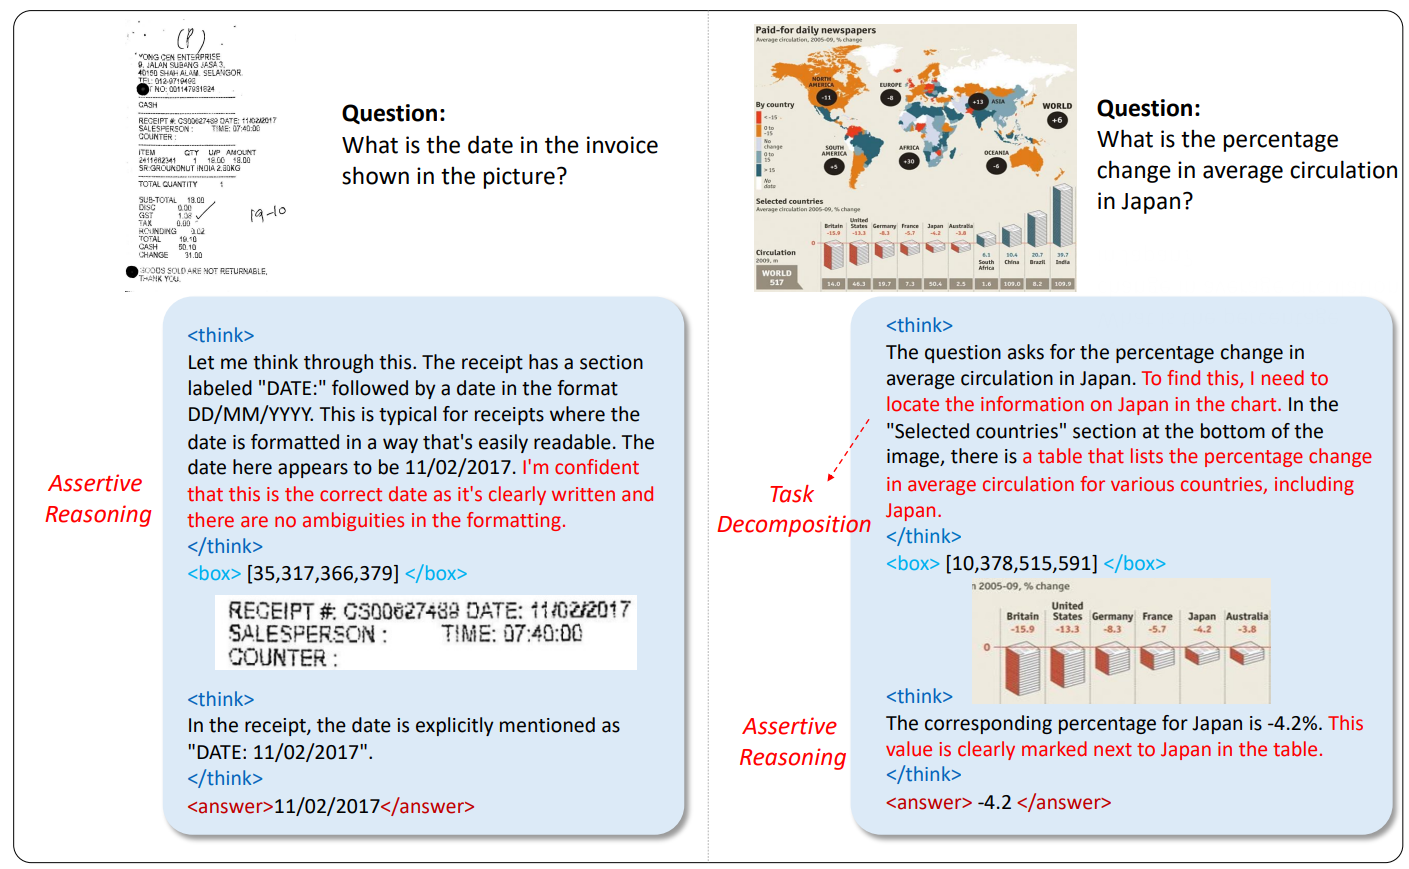 (P)
YONG CEN ENTERPRISE
9, JALAN SUBANG JASA 3,
40150 SHAH ALAM, SELANGOR.
TEL: 012-9719498
T NO: 001147931824
CASH
RECEIPT #: CS00627489 DATE: 11/02/2017
SALESPERSON : TIME: 07:40:00
COUNTER :
ITEM QTY U/P AMOUNT
2411662341 1 18.00 18.00
SR:GROUNDNUT INDIA 2.50KG
TOTAL QUANTITY 1
SUB-TOTAL 18.00
DISC 0.00
GST 1.08
TAX 0.00
ROUNDING 0.02
TOTAL 19.10
CASH 50.10
CHANGE 31.00
19-10
GOODS SOLD ARE NOT RETURNABLE,
THANK YOU.
Question:
What is the date in the invoice
shown in the picture?
<think>
Let me think through this. The receipt has a section
labeled "DATE:" followed by a date in the format
DD/MM/YYYY. This is typical for receipts where the
date is formatted in a way that's easily readable. The
date here appears to be 11/02/2017. I'm confident
that this is the correct date as it's clearly written and
there are no ambiguities in the formatting.
</think>
<box> [35,317,366,379] </box>
Assertive
Reasoning
RECEIPT #: CS00627489 DATE: 11/02/2017
SALESPERSON : TIME: 07:40:00
COUNTER :
<think>
In the receipt, the date is explicitly mentioned as
"DATE: 11/02/2017".
</think>
<answer>11/02/2017</answer>
Paid-for daily newspapers
Average circulation, 2005-09, % change
NORTH
AMERICA
-11
EUROPE
-8
+13
ASIA
WORLD
+6
SOUTH
AMERICA
+5
AFRICA
+30
OCEANIA
-6
By country
< -15
0 to
-15
No
change
0 to
15
> 15
No
data
Selected countries
Average circulation 2005-09, % change
Britain United States Germany France Japan Australia
-15.9 -13.3 -8.3 -5.7 -4.2 -3.8
0
6.1 10.4 20.7 39.7
South Africa China Brazil India
Circulation
2009, m
WORLD
517
14.0 46.3 19.7 7.3 50.4 2.5 1.6 109.0 8.2 109.9
Question:
What is the percentage
change in average circulation
in Japan?
<think>
The question asks for the percentage change in
average circulation in Japan. To find this, I need to
locate the information on Japan in the chart. In the
"Selected countries" section at the bottom of the
image, there is a table that lists the percentage change
in average circulation for various countries, including
Japan.
</think>
<box> [10,378,515,591] </box>
Task
Decomposition
n 2005-09, % change
Britain United States Germany France Japan Australia
-15.9 -13.3 -8.3 -5.7 -4.2 -3.8
0
<think>
The corresponding percentage for Japan is -4.2%. This
value is clearly marked next to Japan in the table.
</think>
<answer> -4.2 </answer>
Assertive
Reasoning